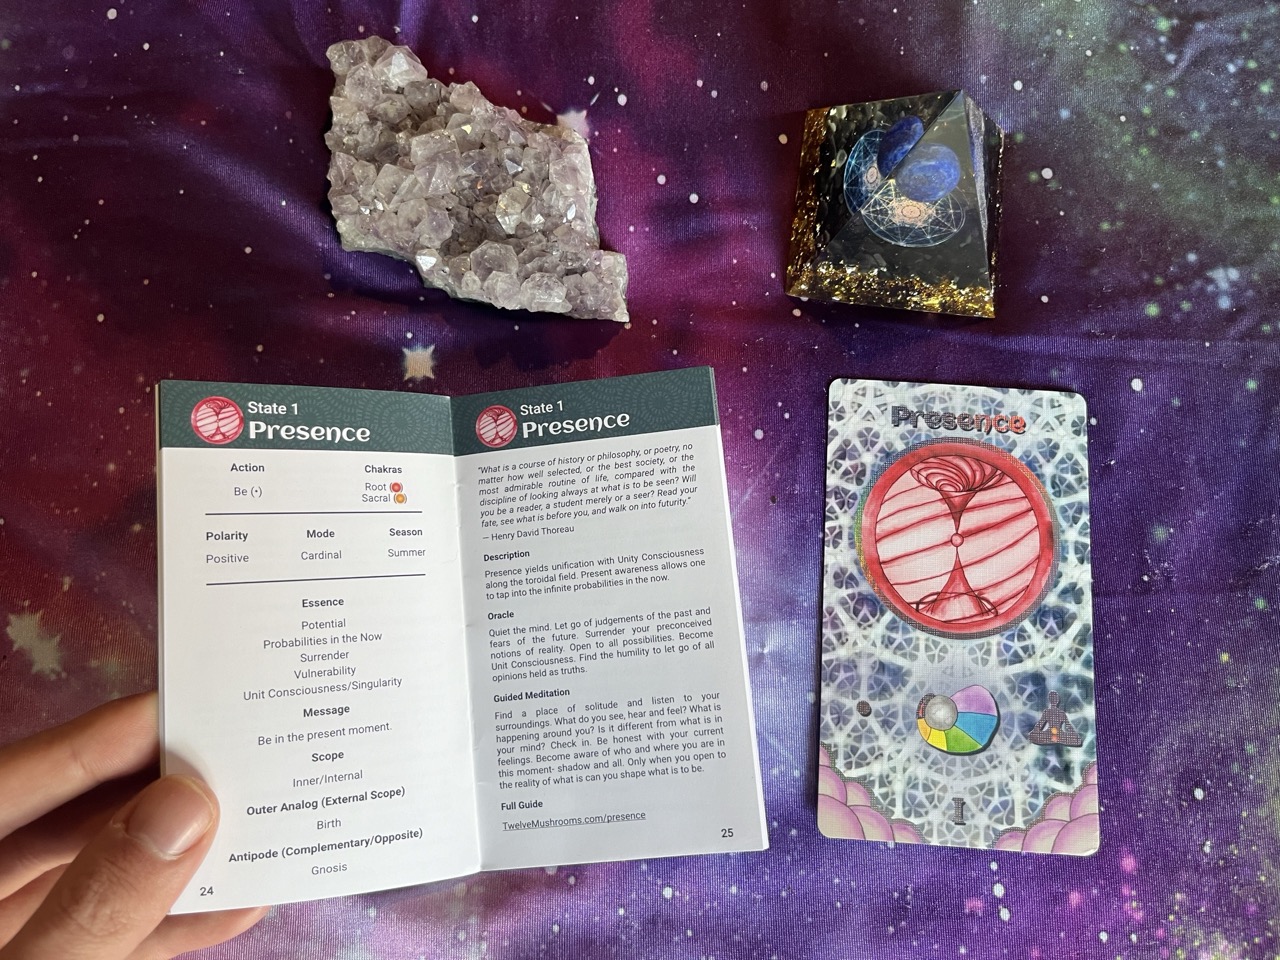 State 1
Presence
Action
Chakras
Be (•)
Root
Sacral
Polarity
Mode
Season
Positive
Cardinal
Summer
Essence
Potential
Probabilities in the Now
Surrender
Vulnerability
Unit Consciousness/Singularity
Message
Be in the present moment.
Scope
Inner/Internal
Outer Analog (External Scope)
Birth
Antipode (Complementary/Opposite)
Gnosis
24
State 1
Presence
"What is a course of history or philosophy, or poetry, no
matter how well selected, or the best society, or the
most admirable routine of life, compared with the
discipline of looking always at what is to be seen? Will
you be a reader, a student merely or a seer? Read your
fate, see what is before you, and walk on into futurity."
— Henry David Thoreau
Description
Presence yields unification with Unity Consciousness
along the toroidal field. Present awareness allows one
to tap into the infinite probabilities in the now.
Oracle
Quiet the mind. Let go of judgements of the past and
fears of the future. Surrender your preconceived
notions of reality. Open to all possibilities. Become
Unit Consciousness. Find the humility to let go of all
opinions held as truths.
Guided Meditation
Find a place of solitude and listen to your
surroundings. What do you see, hear and feel? What is
happening around you? Is it different from what is in
your mind? Check in. Be honest with your current
feelings. Become aware of who and where you are in
this moment- shadow and all. Only when you open to
the reality of what is can you shape what is to be.
Full Guide
TwelveMushrooms.com/presence
25
Presence
I